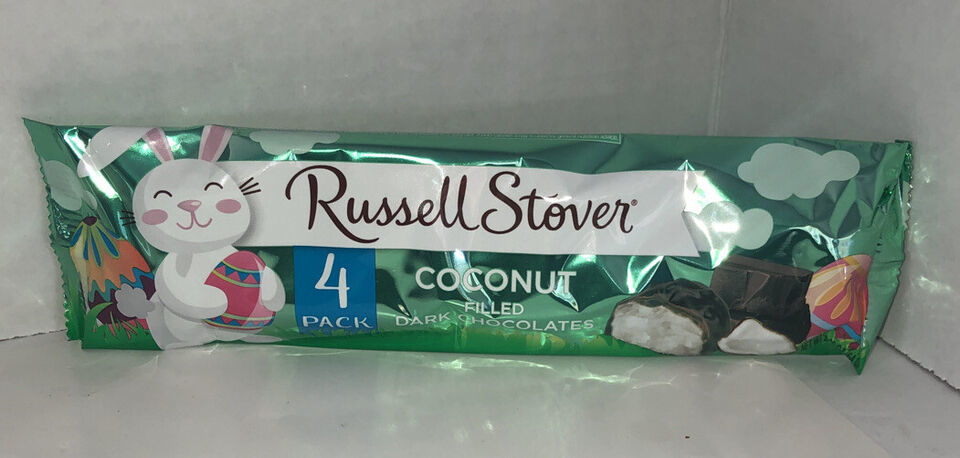 Russell Stover®
4
PACK
COCONUT
FILLED
DARK CHOCOLATES